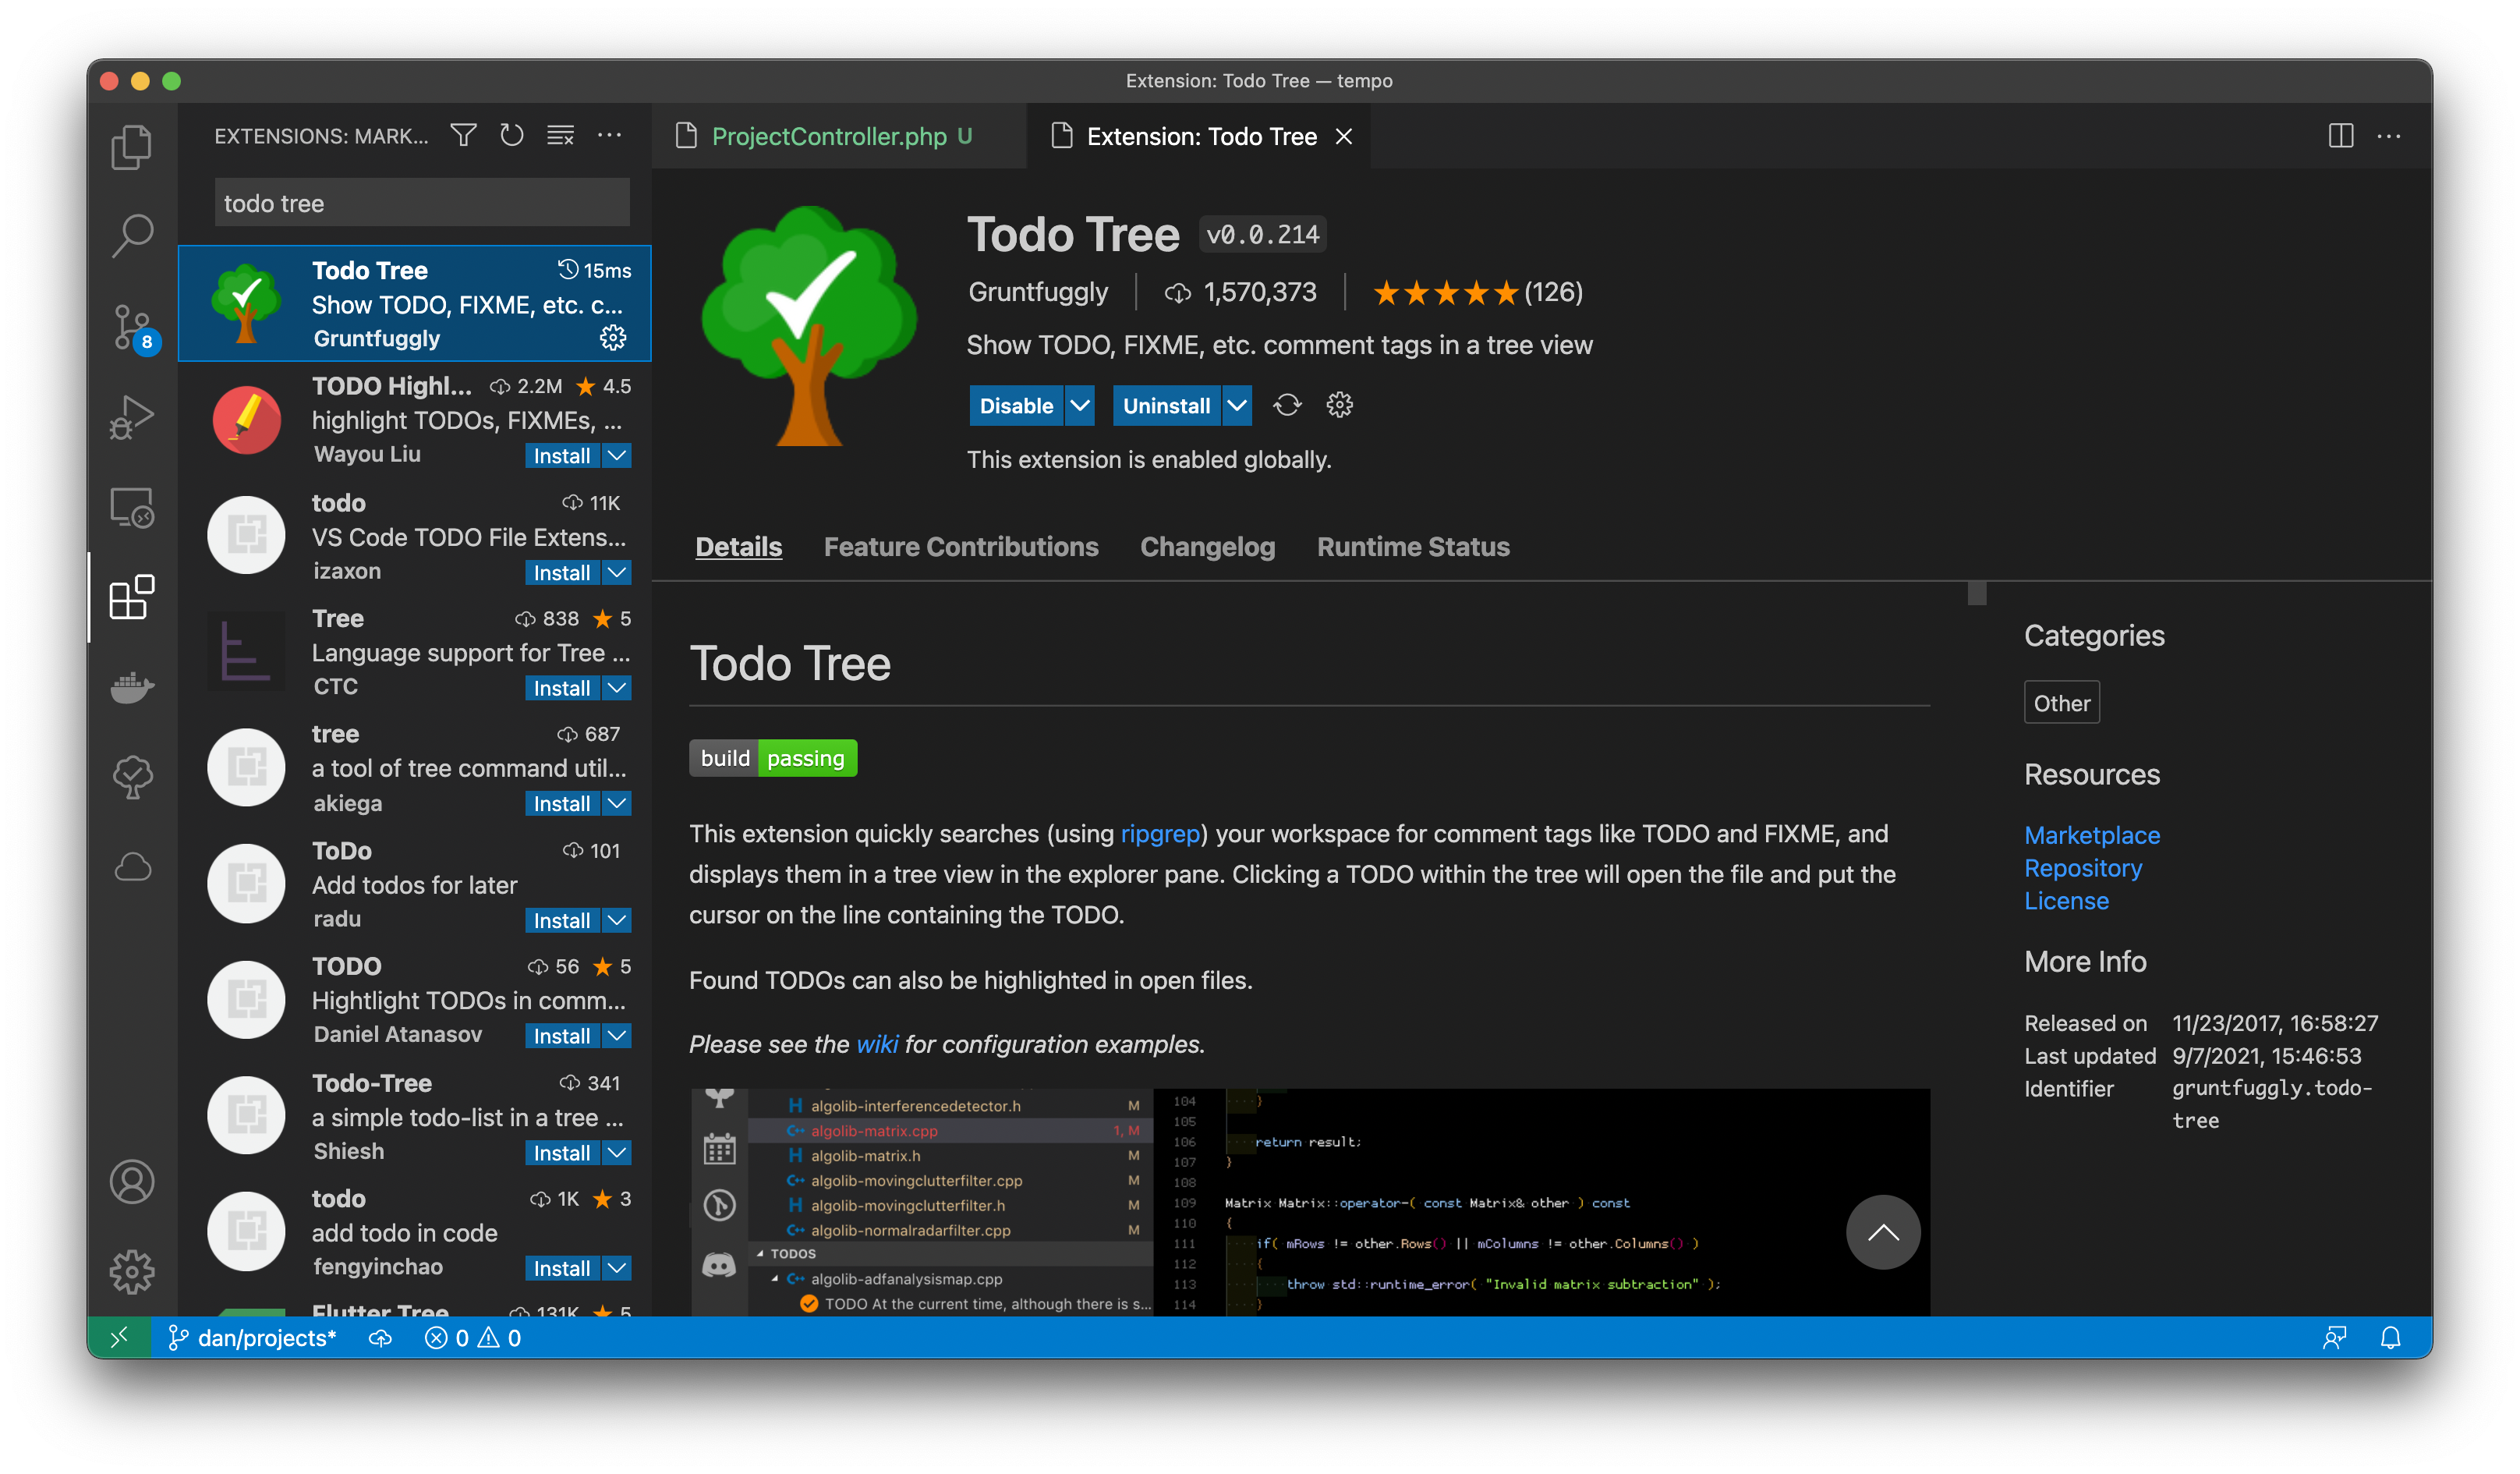 Extension: Todo Tree — tempo
EXTENSIONS: MARK...
todo tree
Todo Tree 15ms
Show TODO, FIXME, etc. c...
Gruntfuggly
TODO Highl... 2.2M 4.5
highlight TODOs, FIXMEs, ...
Wayou Liu Install
todo 11K
VS Code TODO File Extens...
izaxon Install
Tree 838 5
Language support for Tree ...
CTC Install
tree 687
a tool of tree command util...
akiega Install
ToDo 101
Add todos for later
radu Install
TODO 56 5
Hightlight TODOs in comm...
Daniel Atanasov Install
Todo-Tree 341
a simple todo-list in a tree ...
Shiesh Install
todo 1K 3
add todo in code
fengyinchao Install
Flutter Tree 131K 5
8
ProjectController.php U
Extension: Todo Tree
Todo Tree v0.0.214
Gruntfuggly 1,570,373 (126)
Show TODO, FIXME, etc. comment tags in a tree view
Disable Uninstall
This extension is enabled globally.
Details Feature Contributions Changelog Runtime Status
Todo Tree
build passing
This extension quickly searches (using ripgrep) your workspace for comment tags like TODO and FIXME, and
displays them in a tree view in the explorer pane. Clicking a TODO within the tree will open the file and put the
cursor on the line containing the TODO.
Found TODOs can also be highlighted in open files.
Please see the wiki for configuration examples.
H algolib-interferencedetector.h M
C++ algolib-matrix.cpp 1, M
H algolib-matrix.h M
C++ algolib-movingclutterfilter.cpp M
H algolib-movingclutterfilter.h M
C++ algolib-normalradarfilter.cpp M
TODOS
C++ algolib-adfanalysismap.cpp
TODO At the current time, although there is s...
104 }
105
106 return result;
107 }
108
109 Matrix Matrix::operator-( const Matrix& other ) const
110 {
111 if( mRows != other.Rows() || mColumns != other.Columns() )
112 {
113 throw std::runtime_error( "Invalid matrix subtraction" );
114 }
Categories
Other
Resources
Marketplace
Repository
License
More Info
Released on 11/23/2017, 16:58:27
Last updated 9/7/2021, 15:46:53
Identifier gruntfuggly.todo-
tree
dan/projects* 0 0